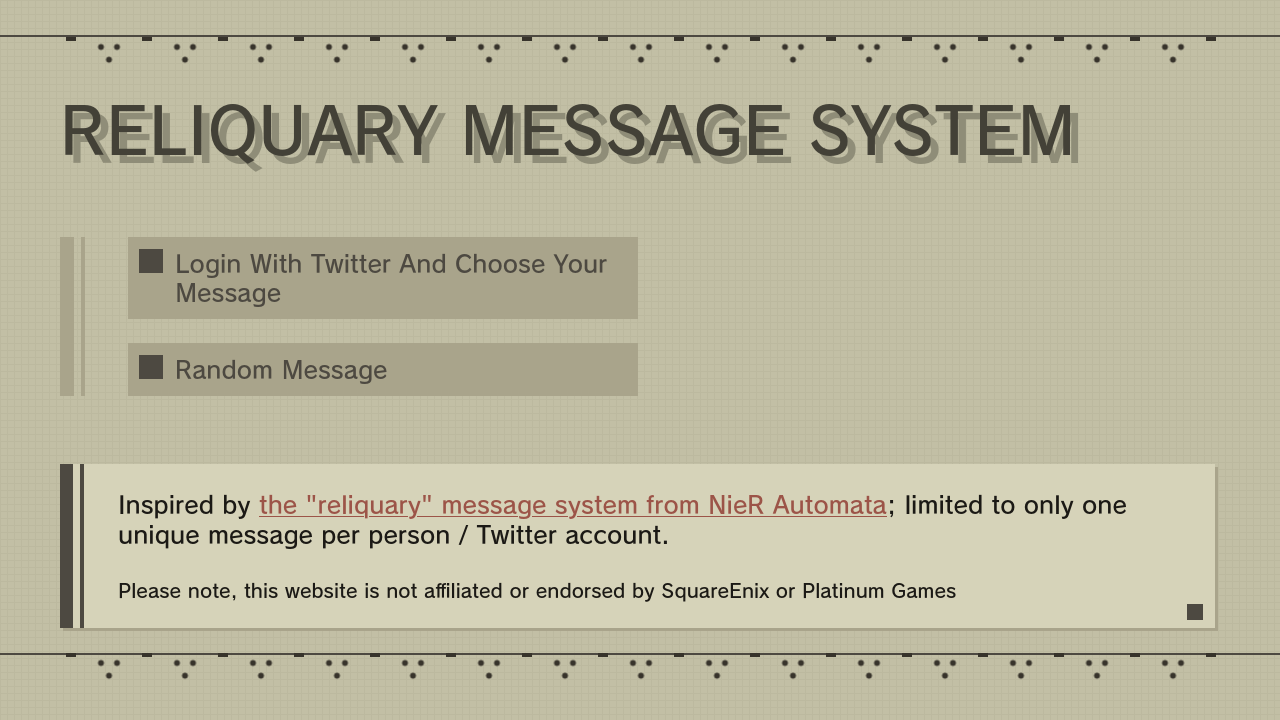 RELIQUARY MESSAGE SYSTEM
Login With Twitter And Choose Your
Message
Random Message
Inspired by the "reliquary" message system from NieR Automata; limited to only one
unique message per person / Twitter account.
Please note, this website is not affiliated or endorsed by SquareEnix or Platinum Games